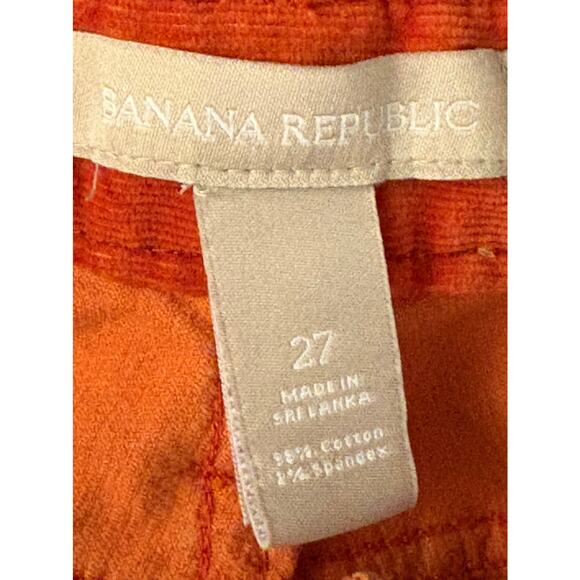 BANANA REPUBLIC
27
MADE IN
SRI LANKA
98% Cotton
2% Spandex